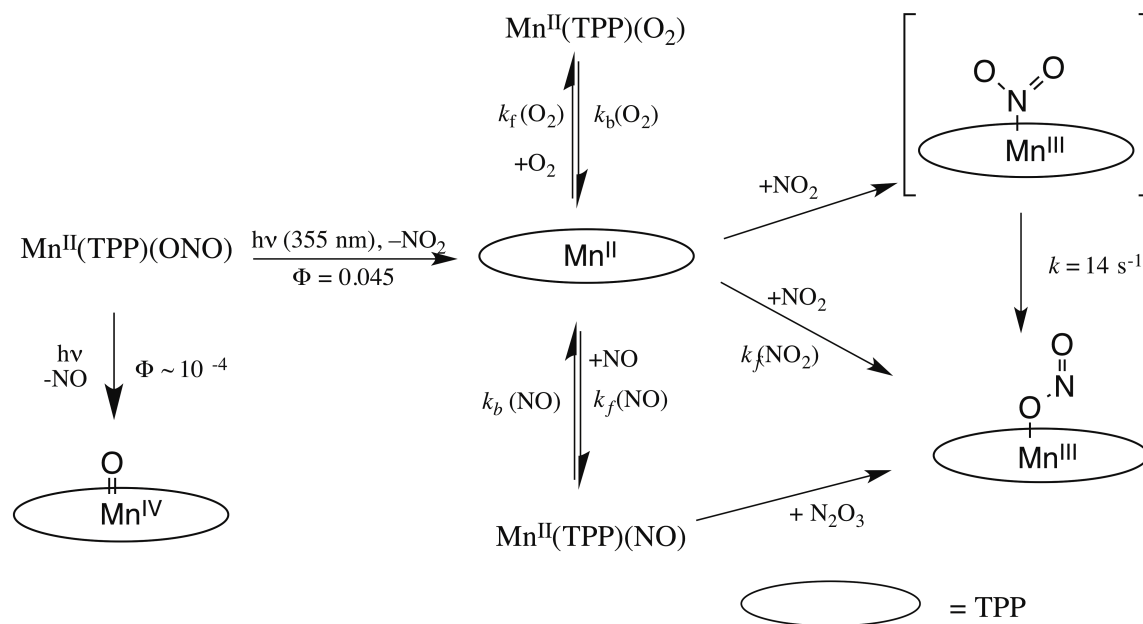 Mn^II(TPP)(O₂)
k_f (O₂)
k_b(O₂)
+O₂
O
O
N
Mn^III
+NO₂
Mn^II(TPP)(ONO)
hν (355 nm), –NO₂
Φ = 0.045
Mn^II
k = 14 s⁻¹
+NO₂
k_f(NO₂)
hν
-NO
Φ ~ 10 ⁻⁴
+NO
k_b (NO)
k_f(NO)
O
N
O
Mn^III
O
Mn^IV
+ N₂O₃
Mn^II(TPP)(NO)
= TPP